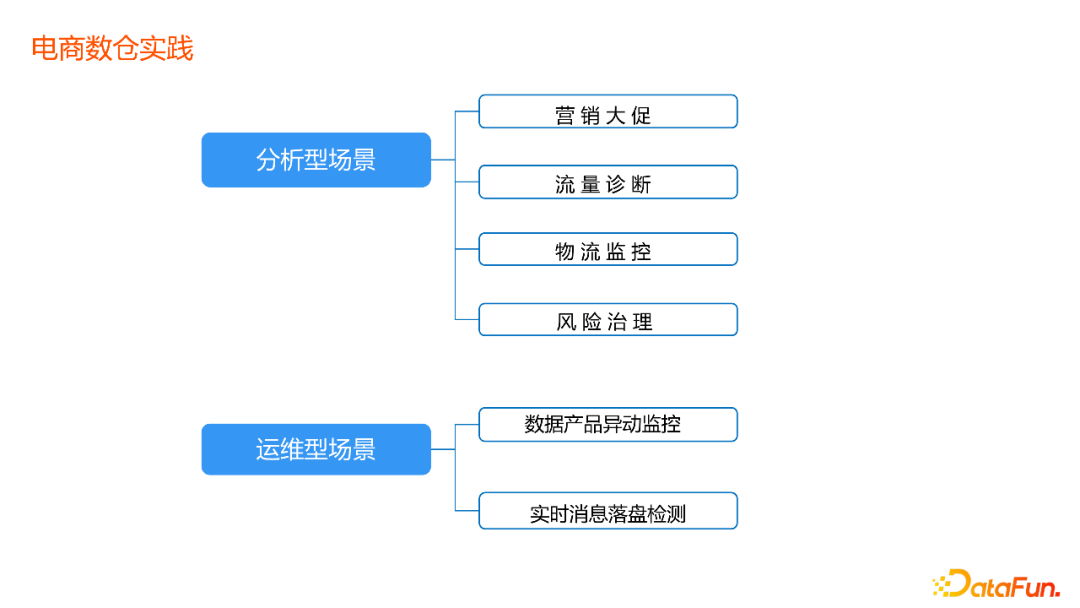 电商数仓实践
分析型场景
营销大促
流量诊断
物流监控
风险治理
运维型场景
数据产品异动监控
实时消息落盘检测
DataFun.